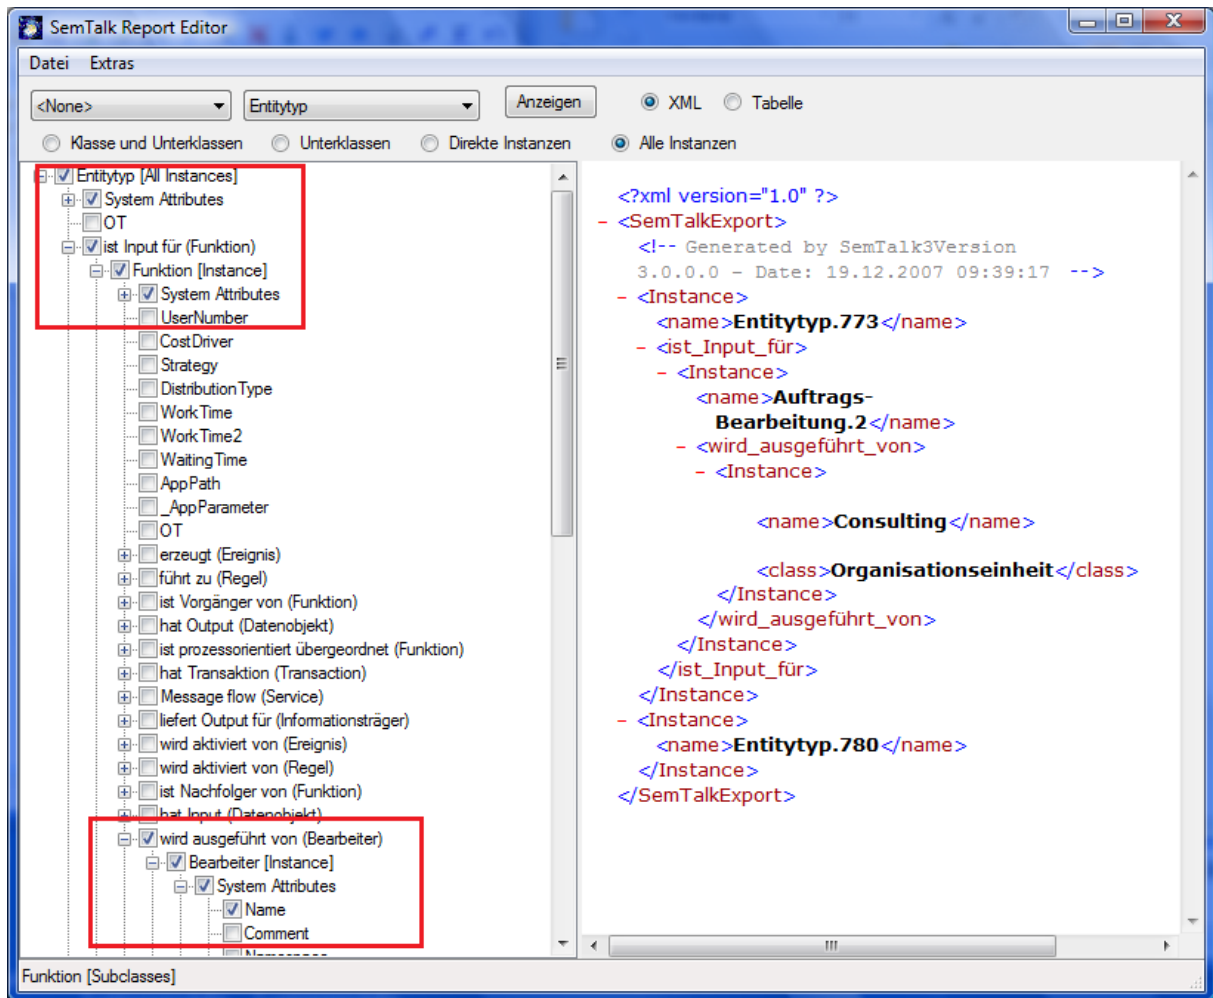 SemTalk Report Editor
Datei Extras
<None> Entitytyp Anzeigen XML Tabelle
Klasse und Unterklassen Unterklassen Direkte Instanzen Alle Instanzen
Entitytyp [All Instances]
System Attributes
OT
ist Input für (Funktion)
Funktion [Instance]
System Attributes
UserNumber
CostDriver
Strategy
DistributionType
WorkTime
WorkTime2
WaitingTime
AppPath
_AppParameter
OT
erzeugt (Ereignis)
führt zu (Regel)
ist Vorgänger von (Funktion)
hat Output (Datenobjekt)
ist prozessorientiert übergeordnet (Funktion)
hat Transaktion (Transaction)
Message flow (Service)
liefert Output für (Informationsträger)
wird aktiviert von (Ereignis)
wird aktiviert von (Regel)
ist Nachfolger von (Funktion)
hat Input (Datenobjekt)
wird ausgeführt von (Bearbeiter)
Bearbeiter [Instance]
System Attributes
Name
Comment
Namespace
<?xml version="1.0" ?>
- <SemTalkExport>
<!-- Generated by SemTalk3Version
3.0.0.0 - Date: 19.12.2007 09:39:17 -->
- <Instance>
<name>Entitytyp.773</name>
- <ist_Input_für>
- <Instance>
<name>Auftrags-
Bearbeitung.2</name>
- <wird_ausgeführt_von>
- <Instance>
<name>Consulting</name>
<class>Organisationseinheit</class>
</Instance>
</wird_ausgeführt_von>
</Instance>
</ist_Input_für>
</Instance>
- <Instance>
<name>Entitytyp.780</name>
</Instance>
</SemTalkExport>
Funktion [Subclasses]